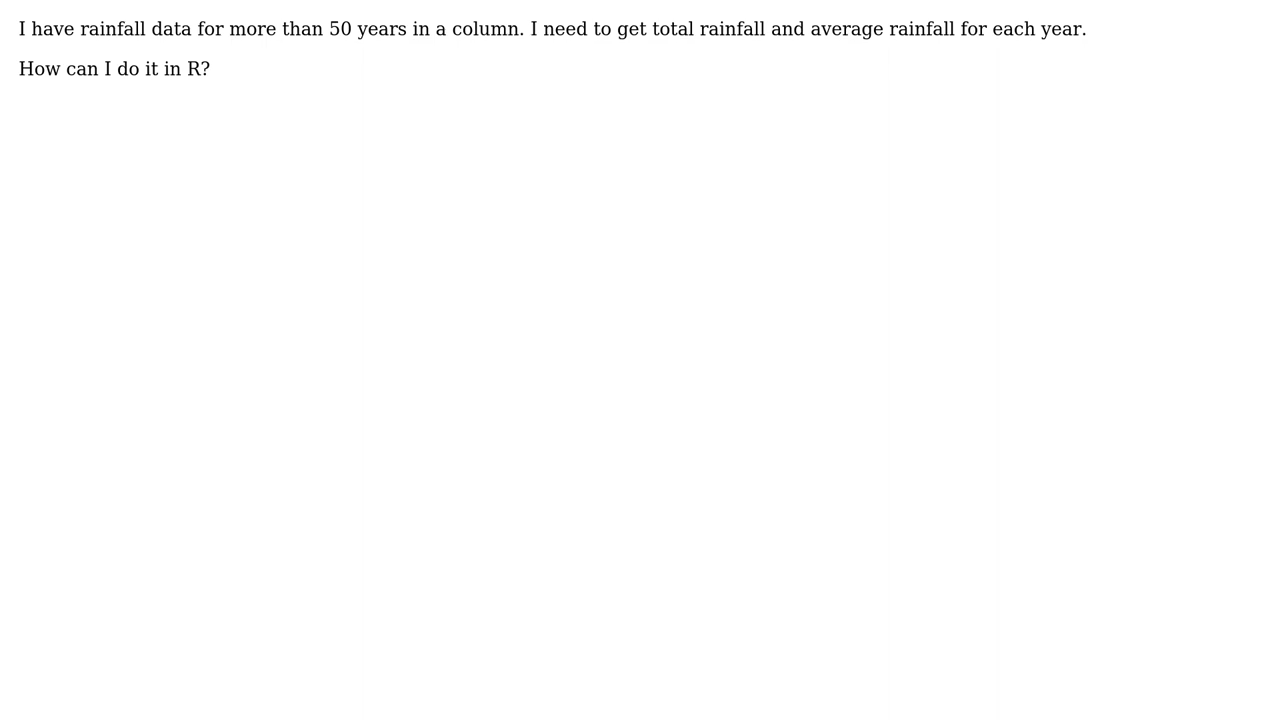 I have rainfall data for more than 50 years in a column. I need to get total rainfall and average rainfall for each year.
How can I do it in R?